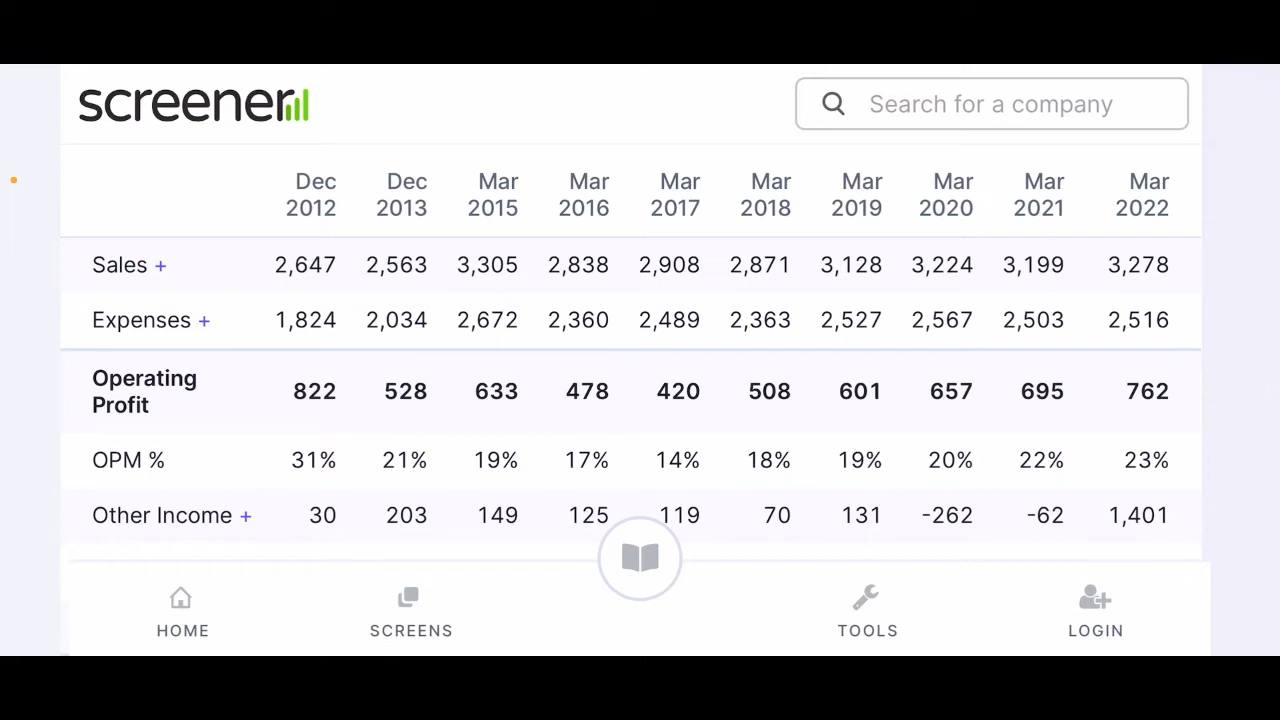 screener
Search for a company
Dec 2012 Dec 2013 Mar 2015 Mar 2016 Mar 2017 Mar 2018 Mar 2019 Mar 2020 Mar 2021 Mar 2022
Sales + 2,647 2,563 3,305 2,838 2,908 2,871 3,128 3,224 3,199 3,278
Expenses + 1,824 2,034 2,672 2,360 2,489 2,363 2,527 2,567 2,503 2,516
Operating Profit 822 528 633 478 420 508 601 657 695 762
OPM % 31% 21% 19% 17% 14% 18% 19% 20% 22% 23%
Other Income + 30 203 149 125 119 70 131 -262 -62 1,401
HOME SCREENS TOOLS LOGIN